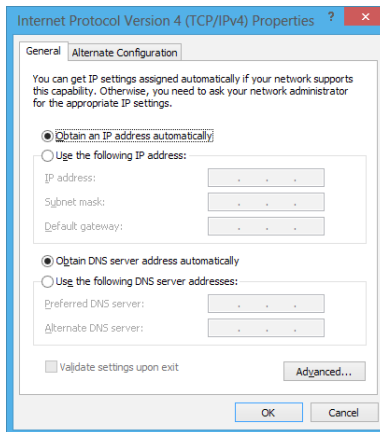 Internet Protocol Version 4 (TCP/IPv4) Properties ? ×
General Alternate Configuration
You can get IP settings assigned automatically if your network supports
this capability. Otherwise, you need to ask your network administrator
for the appropriate IP settings.
Obtain an IP address automatically
Use the following IP address:
IP address:
Subnet mask:
Default gateway:
Obtain DNS server address automatically
Use the following DNS server addresses:
Preferred DNS server:
Alternate DNS server:
Validate settings upon exit
Advanced...
OK Cancel